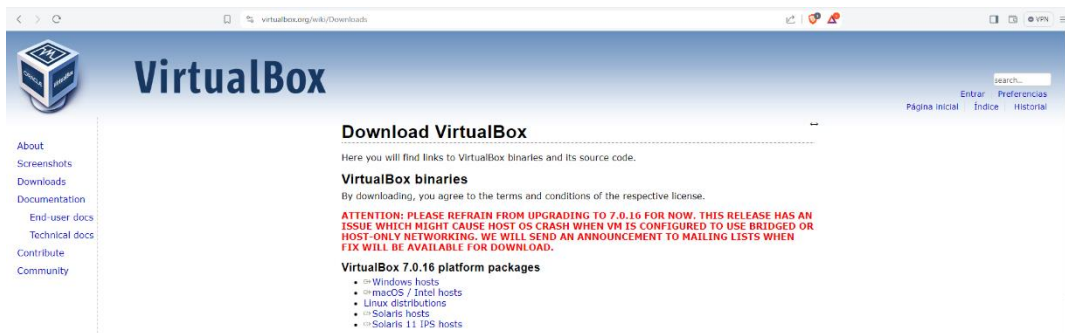 virtualbox.org/wiki/Downloads
VPN
VirtualBox
search...
Entrar Preferencias
Página inicial Índice Historial
About
Screenshots
Downloads
Documentation
End-user docs
Technical docs
Contribute
Community
Download VirtualBox
Here you will find links to VirtualBox binaries and its source code.
VirtualBox binaries
By downloading, you agree to the terms and conditions of the respective license.
ATTENTION: PLEASE REFRAIN FROM UPGRADING TO 7.0.16 FOR NOW. THIS RELEASE HAS AN
ISSUE WHICH MIGHT CAUSE HOST OS CRASH WHEN VM IS CONFIGURED TO USE BRIDGED OR
HOST-ONLY NETWORKING. WE WILL SEND AN ANNOUNCEMENT TO MAILING LISTS WHEN
FIX WILL BE AVAILABLE FOR DOWNLOAD.
VirtualBox 7.0.16 platform packages
Windows hosts
macOS / Intel hosts
Linux distributions
Solaris hosts
Solaris 11 IPS hosts